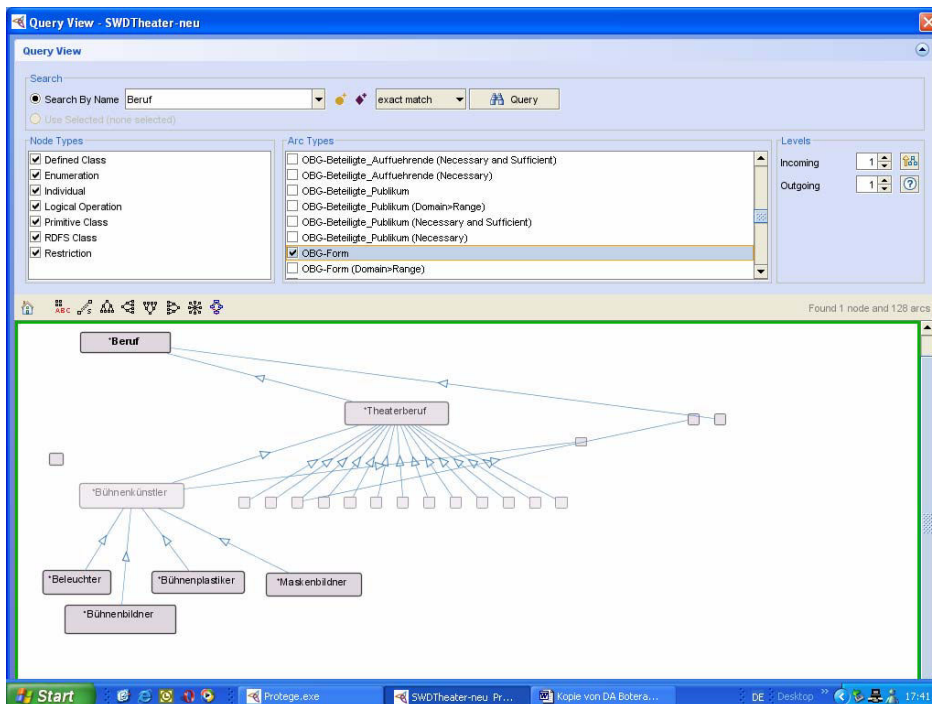 Query View - SWDTheater-neu
Query View
Search
Search By Name Beruf exact match Query
Use Selected (none selected)
Node Types
Defined Class
Enumeration
Individual
Logical Operation
Primitive Class
RDFS Class
Restriction
Arc Types
OBG-Beteiligte_Auffuehrende (Necessary and Sufficient)
OBG-Beteiligte_Auffuehrende (Necessary)
OBG-Beteiligte_Publikum
OBG-Beteiligte_Publikum (Domain>Range)
OBG-Beteiligte_Publikum (Necessary and Sufficient)
OBG-Beteiligte_Publikum (Necessary)
OBG-Form
OBG-Form (Domain>Range)
Levels
Incoming 1
Outgoing 1
ABC S
Found 1 node and 128 arcs
*Beruf
*Theaterberuf
*Bühnenkünstler
*Beleuchter
*Bühnenplastiker
*Maskenbildner
*Bühnenbildner
Start Protege.exe SWDTheater-neu Pr... Kopie von DA Botera... DE Desktop » 17:41